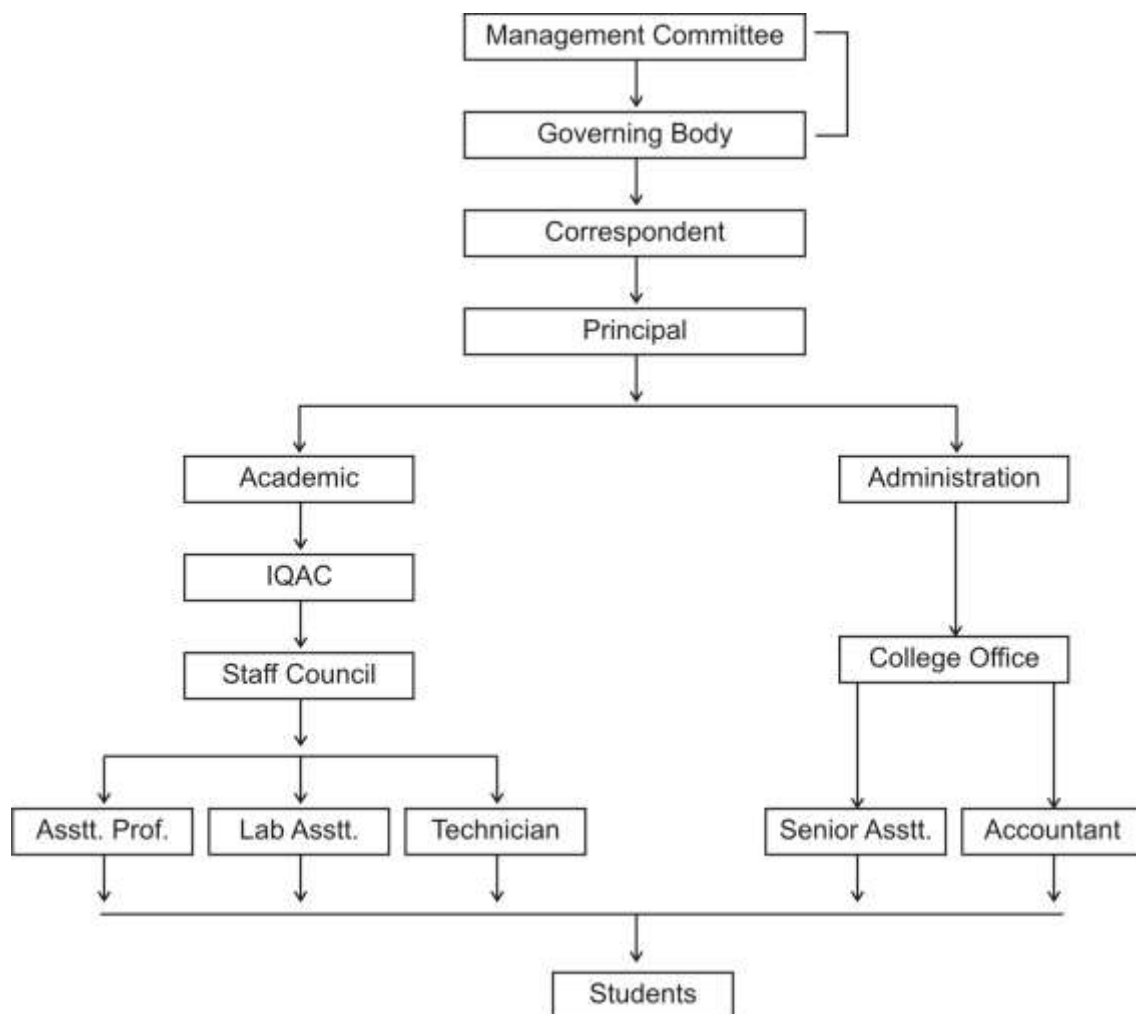 Management Committee
Governing Body
Correspondent
Principal
Academic
Administration
IQAC
College Office
Staff Council
Asstt. Prof.
Lab Asstt.
Technician
Senior Asstt.
Accountant
Students